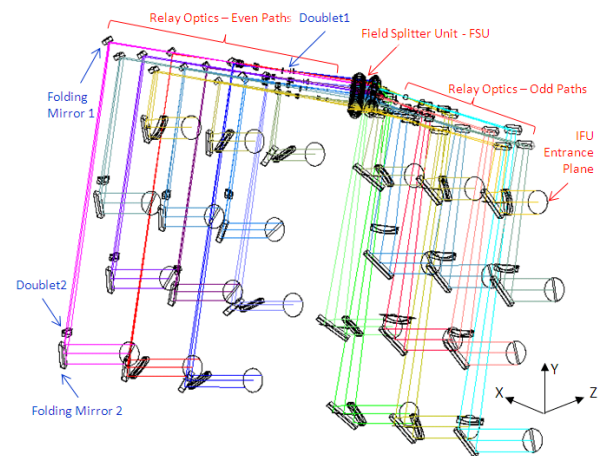 Relay Optics – Even Paths
Doublet1
Field Splitter Unit - FSU
Folding
Mirror 1
Relay Optics – Odd Paths
IFU
Entrance
Plane
Doublet2
Folding Mirror 2
Y
X
Z